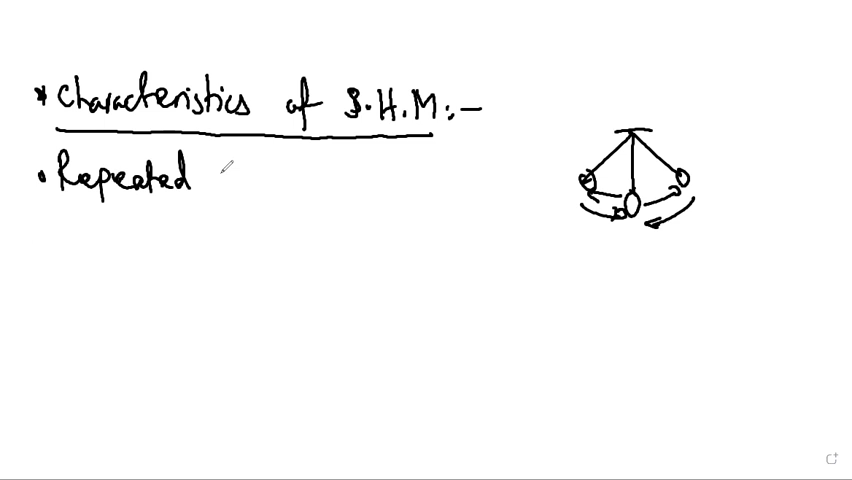 * Characteristics of S.H.M:-
• Repeated